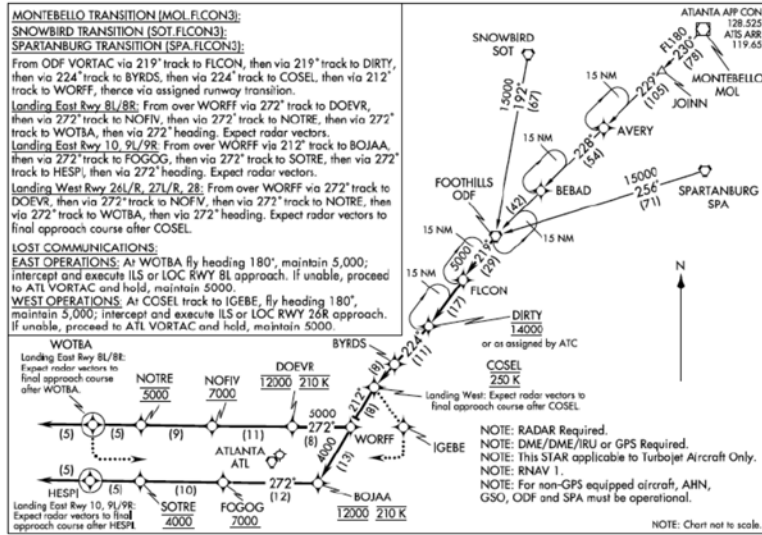 MONTEBELLO TRANSITION (MOL.FLCON3):
SNOWBIRD TRANSITION (SOT.FLCON3):
SPARTANBURG TRANSITION (SPA.FLCON3):
From ODF VORTAC via 219° track to FLCON, then via 219° track to DIRTY,
then via 224° track to BYRDS, then via 224° track to COSEL, then via 212°
track to WORFF, thence via assigned runway transition.
Landing East Rwy 8L/8R: From over WORFF via 272° track to DOEVR,
then via 272° track to NOFIV, then via 272° track to NOTRE, then via 272° track to
WOTBA, then via 272° heading. Expect radar vectors.
Landing East Rwy 10, 9L/9R: From over WORFF via 212° track to BOJAA,
then via 272° track to FOGOG, then via 272° track to SOTRE, then via 272°
track to HESPI, then via 272° heading. Expect radar vectors.
Landing West Rwy 26L/R, 27L/R, 28: From over WORFF via 272° track to
DOEVR, then via 272° track to NOFIV, then via 272° track to NOTRE, then
via 272° track to WOTBA, then via 272° heading. Expect radar vectors to
final approach course after COSEL.
LOST COMMUNICATIONS:
EAST OPERATIONS: At WOTBA fly heading 180°, maintain 5,000;
intercept and execute ILS or LOC RWY 8L approach. If unable, proceed
to ATL VORTAC and hold, maintain 5000.
WEST OPERATIONS: At COSEL track to IGEBE, fly heading 180°,
maintain 5,000; intercept and execute ILS or LOC RWY 26R approach.
If unable, proceed to ATL VORTAC and hold, maintain 5000.
ATLANTA APP CON
128.525
ATIS ARR
119.65
SNOWBIRD
SOT
FL180
230°
(78)
MONTEBELLO
MOL
15 NM
229°
(105)
JOINN
15000
192°
(67)
15 NM
AVERY
228°
(54)
FOOTHILLS
ODF
BEBAD
15000
256°
(71)
SPARTANBURG
SPA
(42)
15 NM
15 NM
219°
5000
(29)
15 NM
FLCON
(17)
N
DIRTY
14000
or as assigned by ATC
224°
(11)
BYRDS
(8)
COSEL
250 K
Landing West: Expect radar vectors to
final approach course after COSEL.
212°
(8)
WOTBA
Landing East Rwy 8L/8R:
Expect radar vectors to
final approach course
after WOTBA.
NOTRE
5000
NOFIV
7000
DOEVR
12000 210 K
5000
272°
(8)
(5)
(5)
(9)
(11)
WORFF
IGEBE
ATLANTA
ATL
4000
(13)
(5)
(5)
(10)
272°
(12)
HESPI
Landing East Rwy 10, 9L/9R:
Expect radar vectors to final
approach course after HESPI.
SOTRE
4000
FOGOG
7000
BOJAA
12000 210 K
NOTE: RADAR Required.
NOTE: DME/DME/IRU or GPS Required.
NOTE: This STAR applicable to Turbojet Aircraft Only.
NOTE: RNAV 1.
NOTE: For non-GPS equipped aircraft, AHN,
GSO, ODF and SPA must be operational.
NOTE: Chart not to scale.